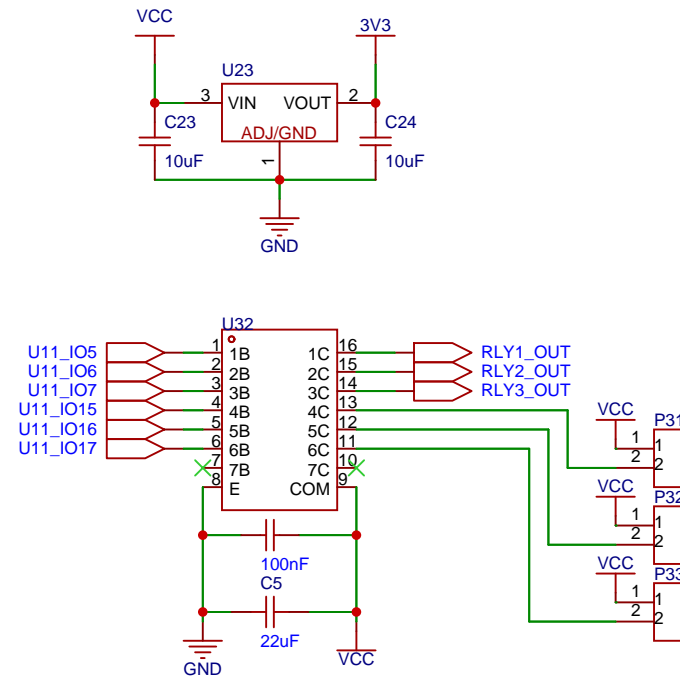 VCC
3V3
U23
3 VIN VOUT 2
C23
C24
ADJ/GND
10uF
10uF
1
GND
U32
U11_IO5 1 1B 1C 16 RLY1_OUT
U11_IO6 2 2B 2C 15 RLY2_OUT
U11_IO7 3 3B 3C 14 RLY3_OUT
U11_IO15 4 4B 4C 13
U11_IO16 5 5B 5C 12
U11_IO17 6 6B 6C 11
7 7B 7C 10
8 E COM 9
VCC
P31
1 1
2 2
VCC
P32
1 1
2 2
VCC
P33
1 1
2 2
100nF
C5
22uF
GND
VCC